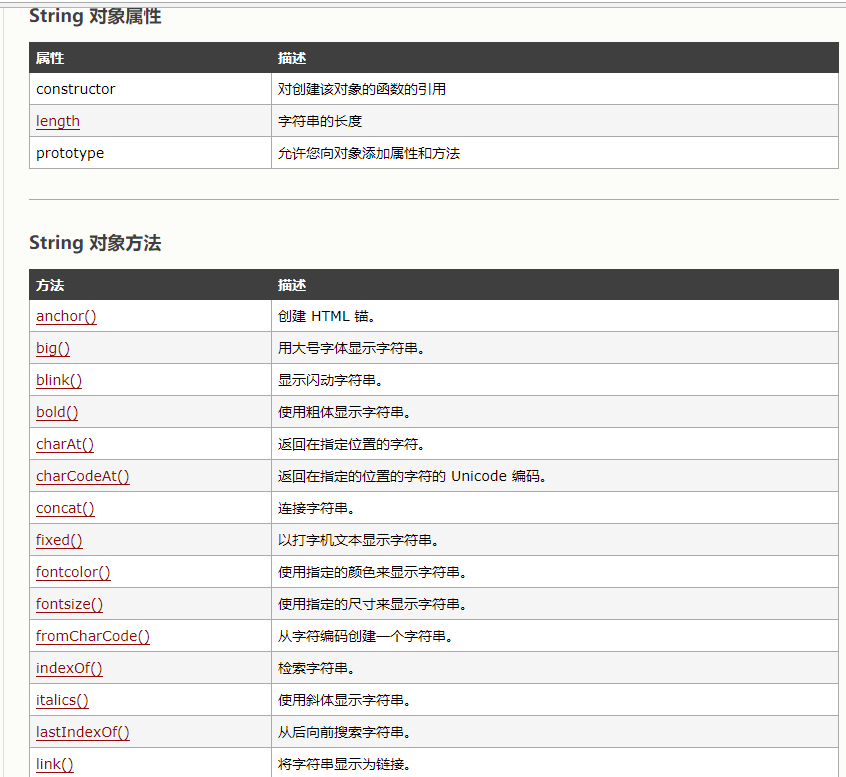 String 对象属性
属性 描述
constructor 对创建该对象的函数的引用
length 字符串的长度
prototype 允许您向对象添加属性和方法
String 对象方法
方法 描述
anchor() 创建 HTML 锚。
big() 用大号字体显示字符串。
blink() 显示闪动字符串。
bold() 使用粗体显示字符串。
charAt() 返回在指定位置的字符。
charCodeAt() 返回在指定的位置的字符的 Unicode 编码。
concat() 连接字符串。
fixed() 以打字机文本显示字符串。
fontcolor() 使用指定的颜色来显示字符串。
fontsize() 使用指定的尺寸来显示字符串。
fromCharCode() 从字符编码创建一个字符串。
indexOf() 检索字符串。
italics() 使用斜体显示字符串。
lastIndexOf() 从后向前搜索字符串。
link() 将字符串显示为链接。